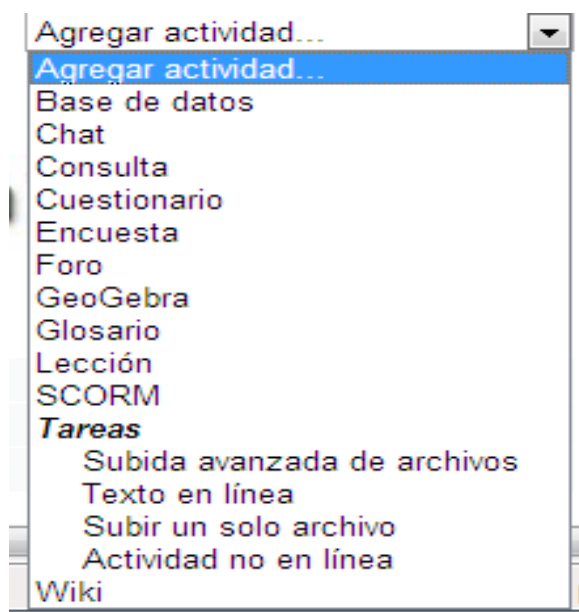 Agregar actividad...
Agregar actividad...
Base de datos
Chat
Consulta
Cuestionario
Encuesta
Foro
GeoGebra
Glosario
Lección
SCORM
Tareas
Subida avanzada de archivos
Texto en línea
Subir un solo archivo
Actividad no en línea
Wiki